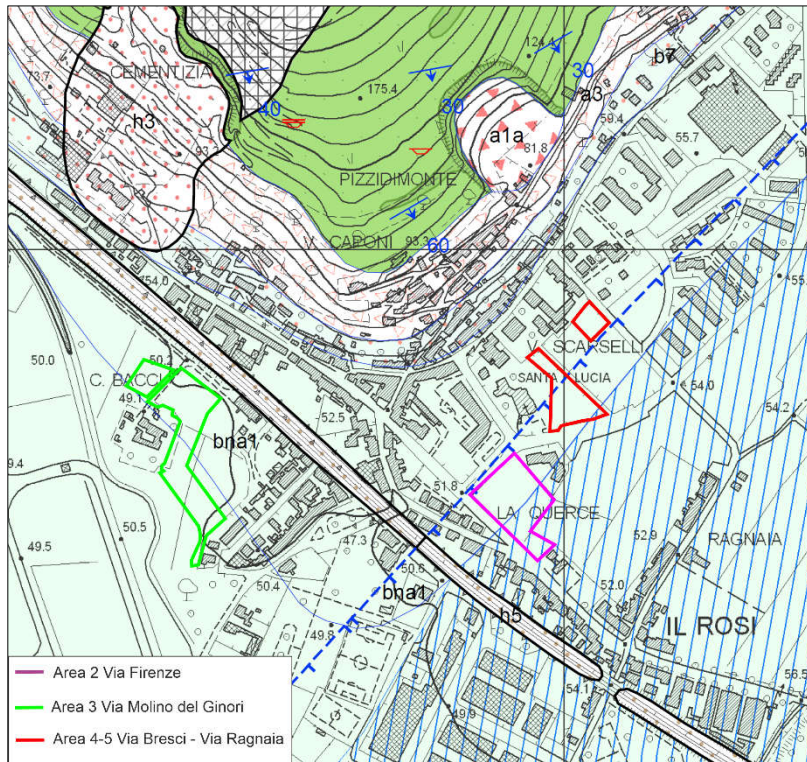 124.4
30
b7
73.7
CEMENTIZIA
40
175.4
30
a3
59.4
h3
93
a1a
81.8
55.7
PIZZIDIMONTE
V. CAPONI
93.3
60
54.0
50.0
50.2
V. SCARSELLI
C. BACCI
49.1
SANTA LUCIA
54.0
54.2
52.5
bna1
51.8
LA QUERCE
50.5
49.5
47.3
52.9
RAGNAIA
50.6
50.4
bna1
52.0
h5
IL ROSI
49.8
56.5
54.1
49.9
Area 2 Via Firenze
Area 3 Via Molino del Ginori
Area 4-5 Via Bresci - Via Ragnaia